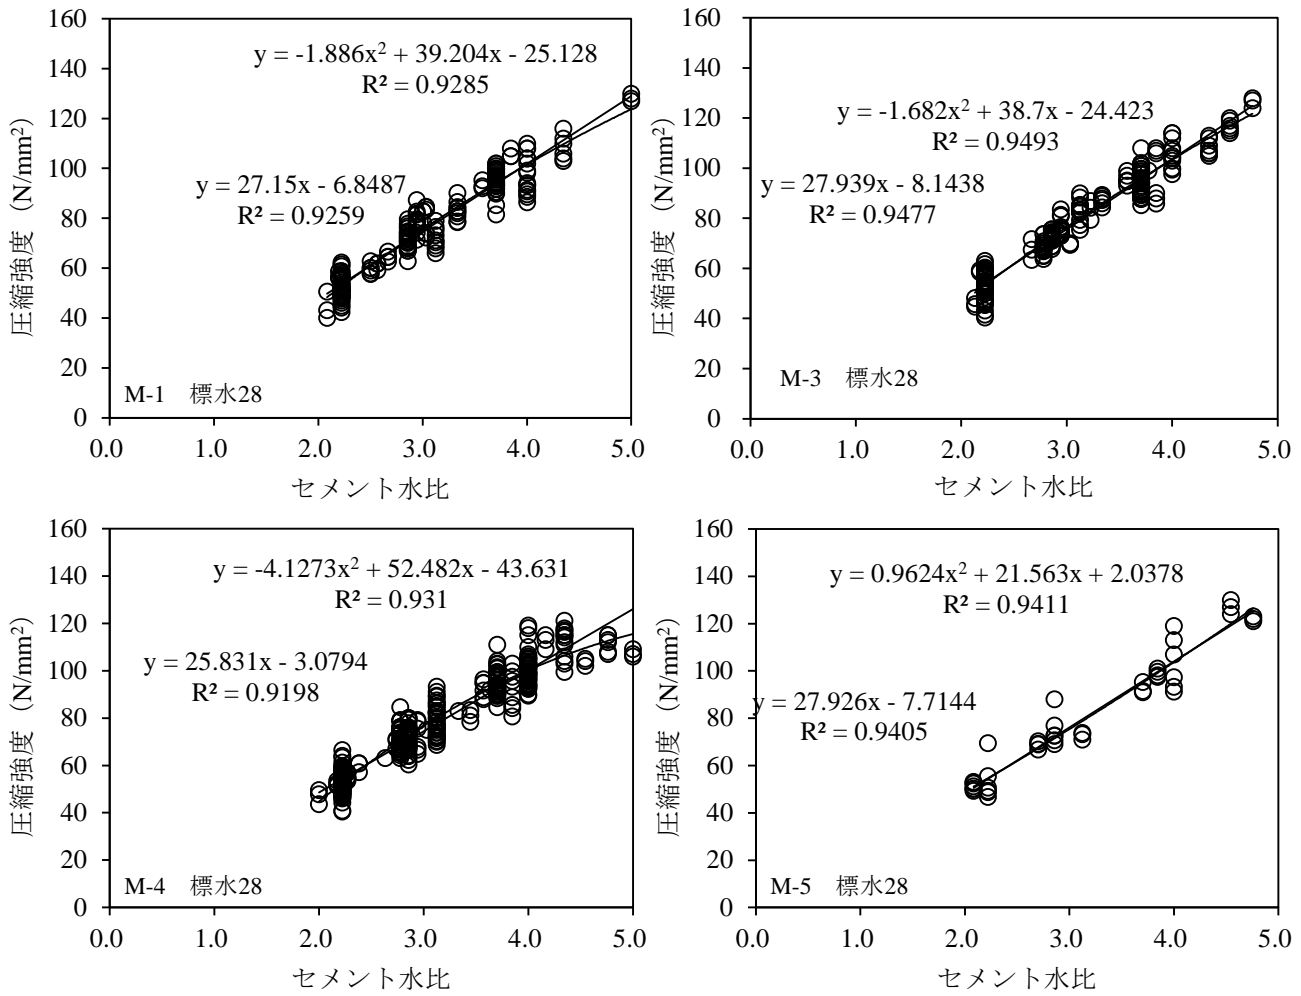 160
140
120
100
80
60
40
20
0
圧縮強度（N/mm²）
y = -1.886x² + 39.204x - 25.128
R² = 0.9285
y = 27.15x - 6.8487
R² = 0.9259
M-1　標水28
0.0 1.0 2.0 3.0 4.0 5.0
セメント水比
160
140
120
100
80
60
40
20
0
圧縮強度（N/mm²）
y = -1.682x² + 38.7x - 24.423
R² = 0.9493
y = 27.939x - 8.1438
R² = 0.9477
M-3　標水28
0.0 1.0 2.0 3.0 4.0 5.0
セメント水比
160
140
120
100
80
60
40
20
0
圧縮強度（N/mm²）
y = -4.1273x² + 52.482x - 43.631
R² = 0.931
y = 25.831x - 3.0794
R² = 0.9198
M-4　標水28
0.0 1.0 2.0 3.0 4.0 5.0
セメント水比
160
140
120
100
80
60
40
20
0
圧縮強度（N/mm²）
y = 0.9624x² + 21.563x + 2.0378
R² = 0.9411
y = 27.926x - 7.7144
R² = 0.9405
M-5　標水28
0.0 1.0 2.0 3.0 4.0 5.0
セメント水比